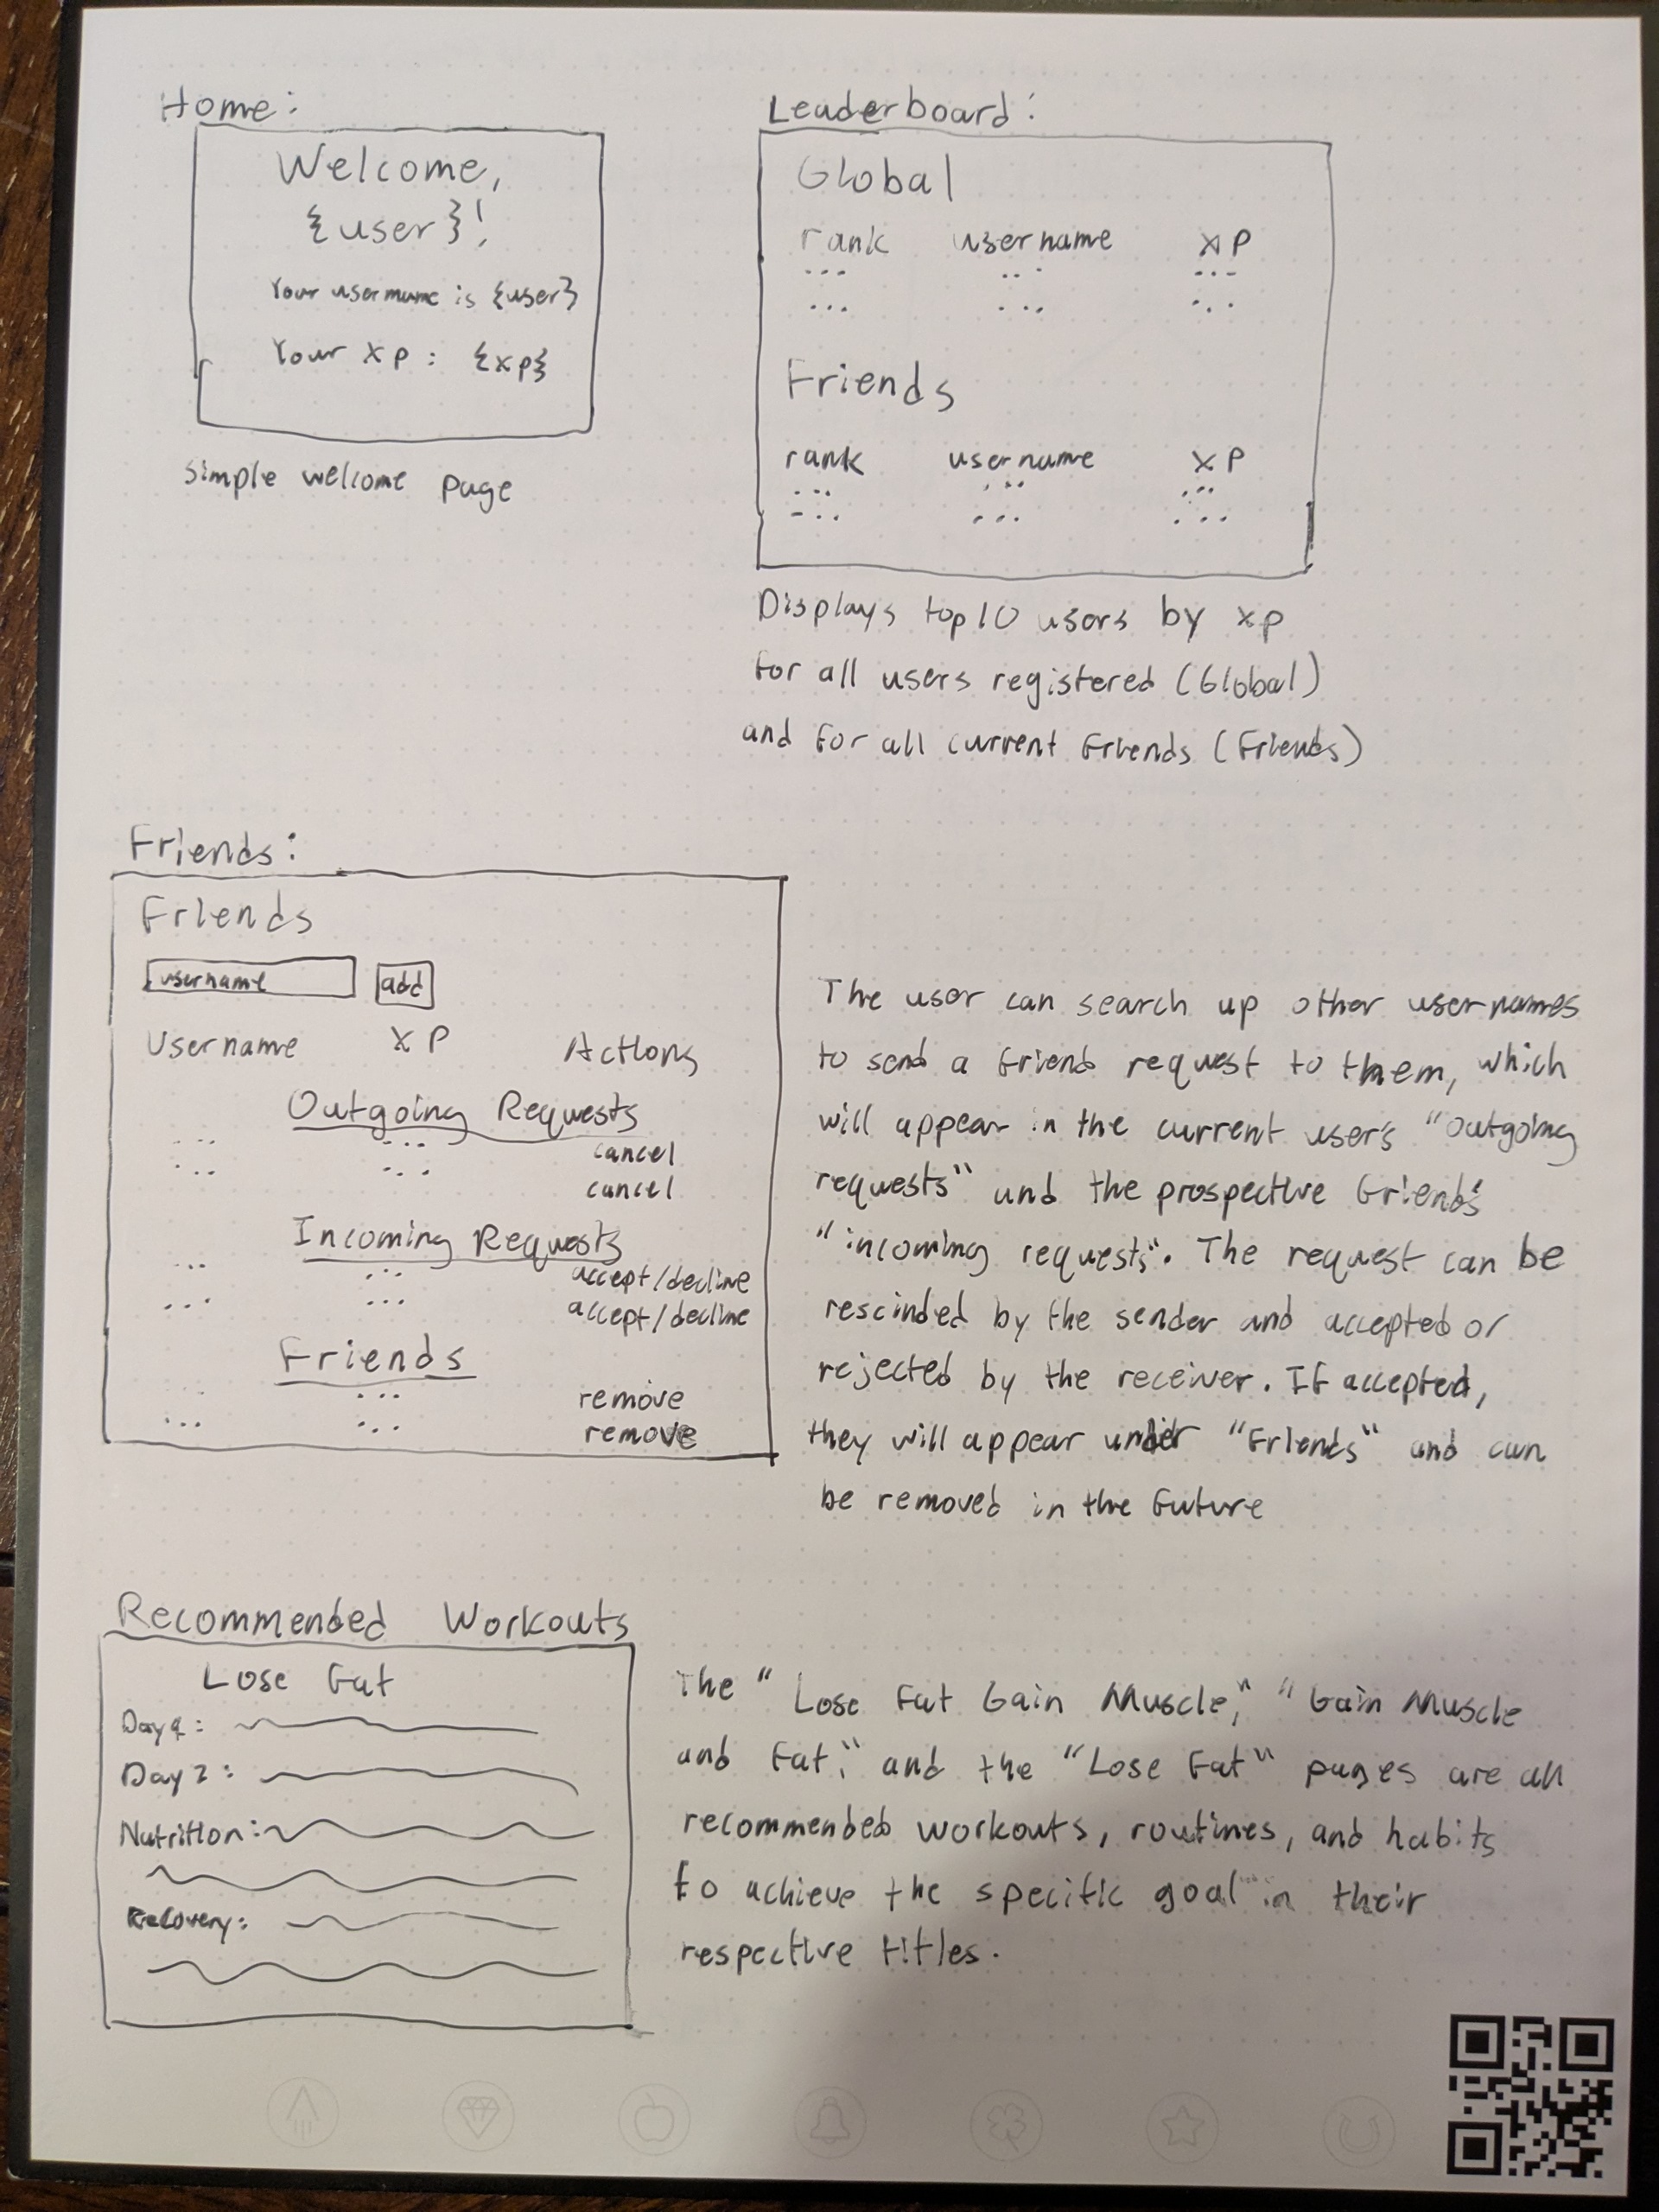 Home:
Welcome,
{user}!
Your username is {user}
Your xp: {xp}
Simple welcome page
Leaderboard:
Global
rank username xp
... ... ...
... ... ...
Friends
rank username xp
... ... ...
... ... ...
Displays top 10 users by xp
for all users registered (Global)
and for all current friends (Friends)
Friends:
Friends
username add
Username XP Actions
Outgoing Requests
... ... cancel
... ... cancel
Incoming Requests
... ... accept/decline
... ... accept/decline
Friends
... ... remove
... ... remove
The user can search up other usernames
to send a friend request to them, which
will appear in the current user's "outgoing
requests" and the prospective friends'
"incoming requests". The request can be
rescinded by the sender and accepted or
rejected by the receiver. If accepted,
they will appear under "Friends" and can
be removed in the future
Recommended Workouts
Lose Fat
Day 1:
Day 2:
Nutrition:
Recovery:
The "Lose Fat Gain Muscle," "Gain Muscle
and Fat," and the "Lose Fat" pages are all
recommended workouts, routines, and habits
to achieve the specific goal in their
respective titles.